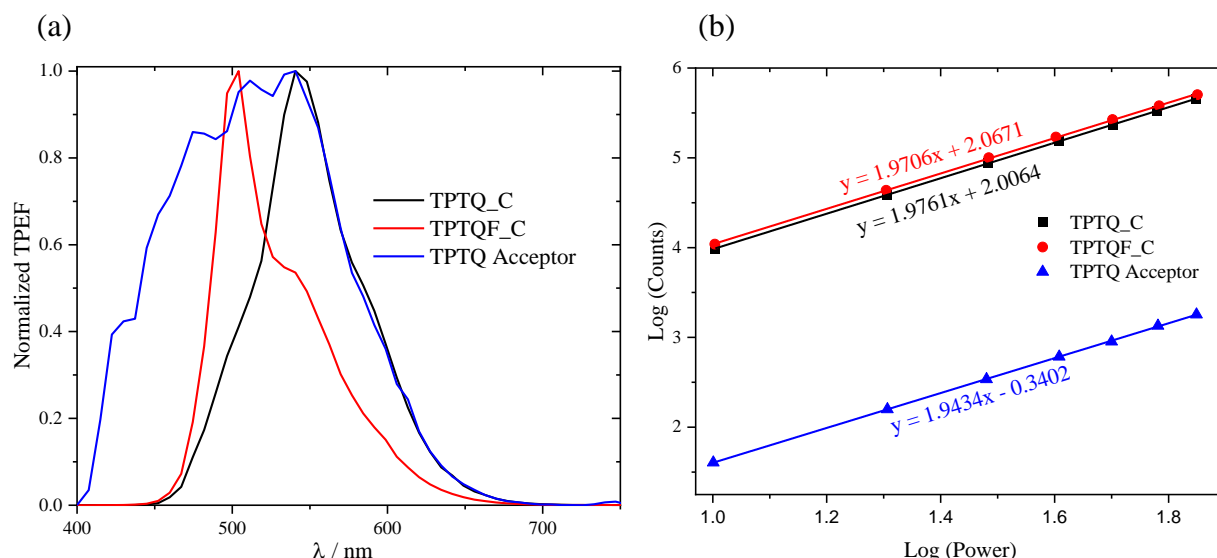 (a)
Normalized TPEF
1.0
0.8
0.6
0.4
0.2
0.0
400
500
600
700
λ / nm
TPTQ_C
TPTQF_C
TPTQ Acceptor
(b)
Log (Counts)
6
5
4
3
2
1.0
1.2
1.4
1.6
1.8
Log (Power)
y = 1.9706x + 2.0671
y = 1.9761x + 2.0064
TPTQ_C
TPTQF_C
TPTQ Acceptor
y = 1.9434x - 0.3402